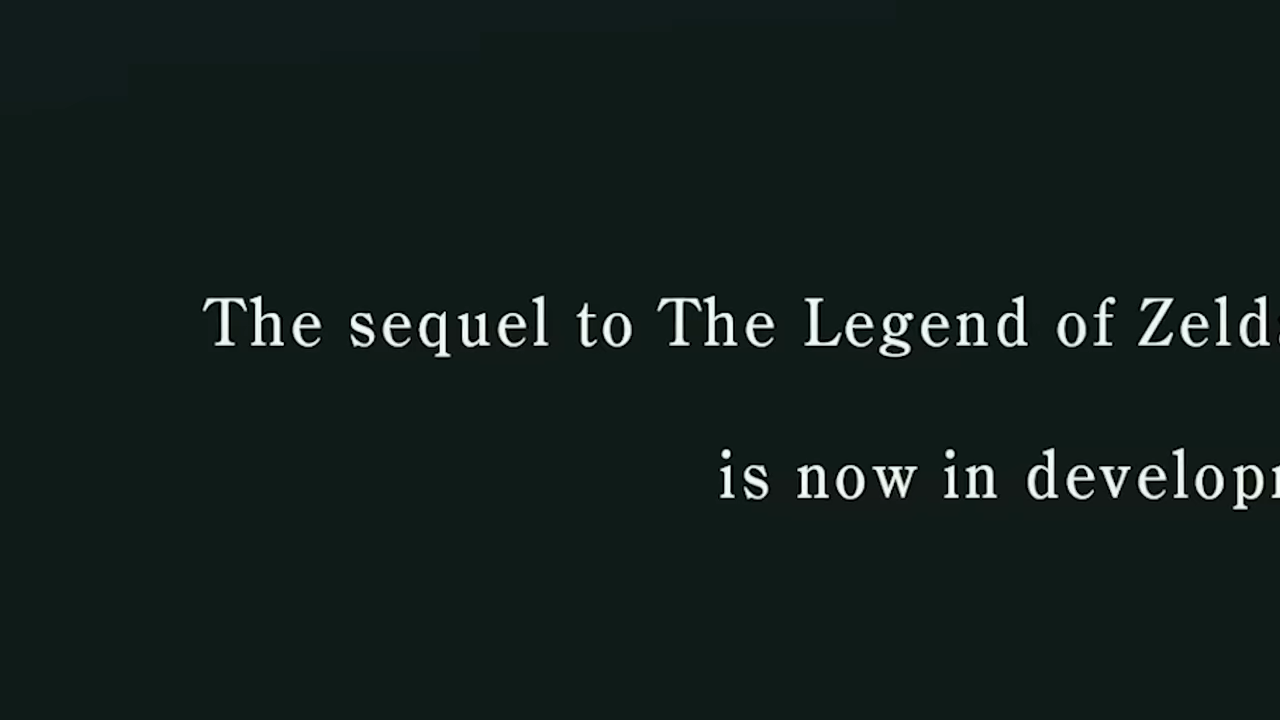 The sequel to The Legend of Zeld
is now in develop